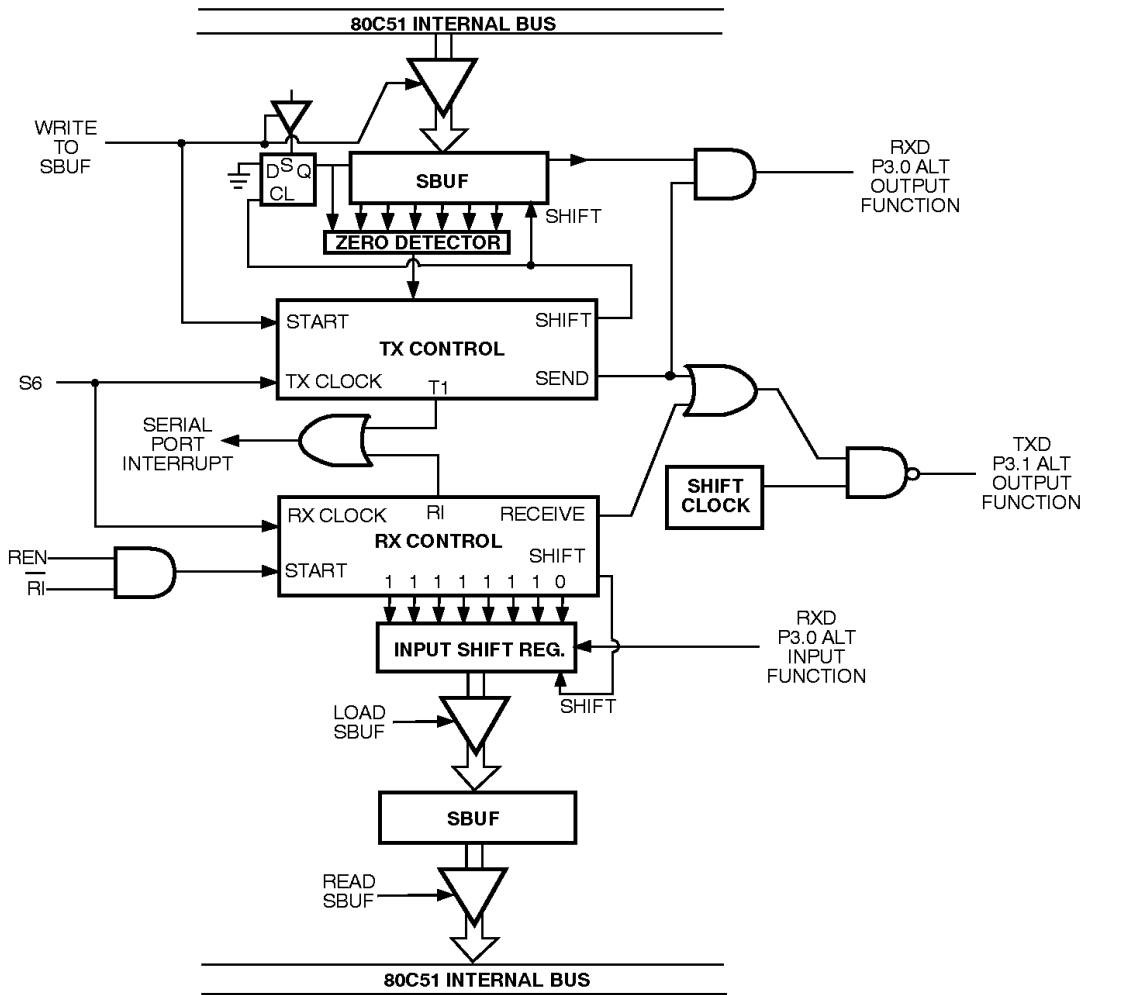 80C51 INTERNAL BUS
WRITE
TO
SBUF
D S Q
CL
SBUF
SHIFT
ZERO DETECTOR
RXD
P3.0 ALT
OUTPUT
FUNCTION
START
SHIFT
TX CONTROL
S6
TX CLOCK
T1
SEND
SERIAL
PORT
INTERRUPT
SHIFT
CLOCK
TXD
P3.1 ALT
OUTPUT
FUNCTION
RX CLOCK
RI
RECEIVE
RX CONTROL
REN
RI
START
SHIFT
1 1 1 1 1 1 1 0
INPUT SHIFT REG.
RXD
P3.0 ALT
INPUT
FUNCTION
SHIFT
LOAD
SBUF
SBUF
READ
SBUF
80C51 INTERNAL BUS